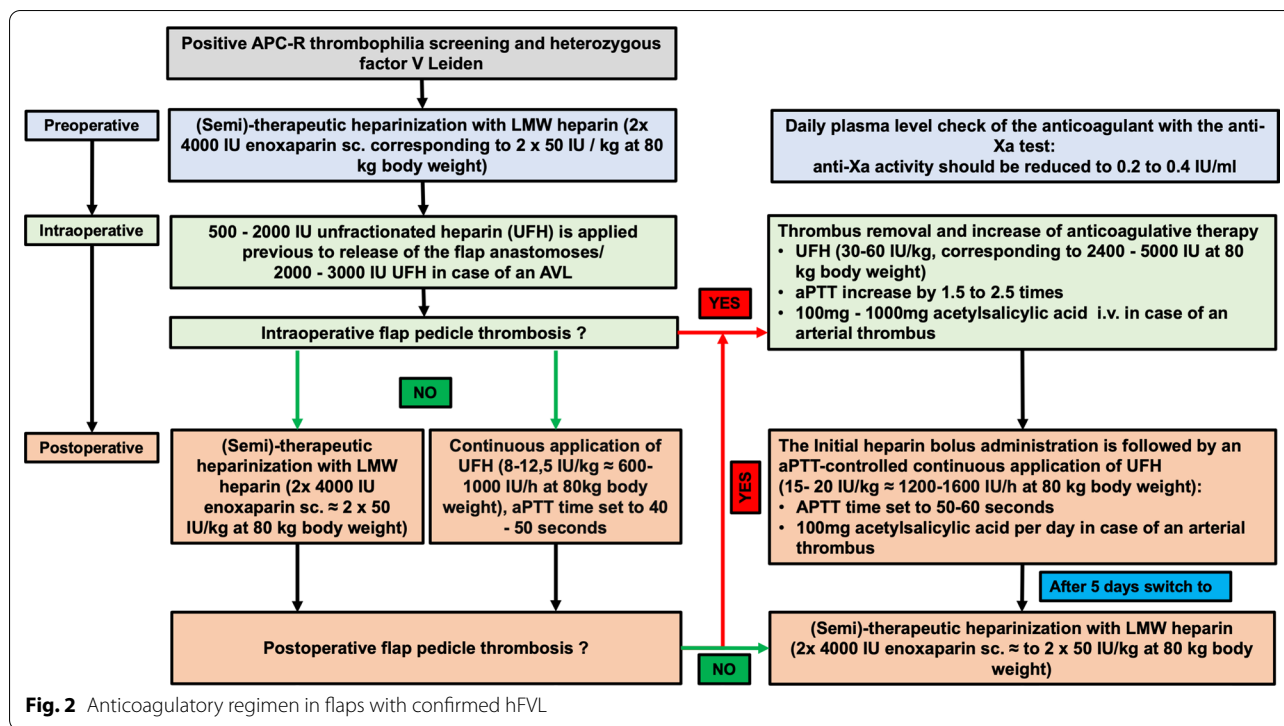 Positive APC-R thrombophilia screening and heterozygous
factor V Leiden
Preoperative
(Semi)-therapeutic heparinization with LMW heparin (2x
4000 IU enoxaparin sc. corresponding to 2 x 50 IU / kg at 80
kg body weight)
Daily plasma level check of the anticoagulant with the anti-
Xa test:
anti-Xa activity should be reduced to 0.2 to 0.4 IU/ml
Intraoperative
500 - 2000 IU unfractionated heparin (UFH) is applied
previous to release of the flap anastomoses/
2000 - 3000 IU UFH in case of an AVL
Thrombus removal and increase of anticoagulative therapy
• UFH (30-60 IU/kg, corresponding to 2400 - 5000 IU at 80
kg body weight)
• aPTT increase by 1.5 to 2.5 times
• 100mg - 1000mg acetylsalicylic acid i.v. in case of an
arterial thrombus
YES
Intraoperative flap pedicle thrombosis ?
NO
Postoperative
(Semi)-therapeutic
heparinization with LMW
heparin (2x 4000 IU
enoxaparin sc. ≈ 2 x 50
IU/kg at 80 kg body weight)
Continuous application of
UFH (8-12,5 IU/kg ≈ 600-
1000 IU/h at 80kg body
weight), aPTT time set to 40
- 50 seconds
YES
The Initial heparin bolus administration is followed by an
aPTT-controlled continuous application of UFH
(15- 20 IU/kg ≈ 1200-1600 IU/h at 80 kg body weight):
• APTT time set to 50-60 seconds
• 100mg acetylsalicylic acid per day in case of an arterial
thrombus
After 5 days switch to
Postoperative flap pedicle thrombosis ?
NO
(Semi)-therapeutic heparinization with LMW heparin
(2x 4000 IU enoxaparin sc. ≈ to 2 x 50 IU/kg at 80 kg body
weight)
Fig. 2 Anticoagulatory regimen in flaps with confirmed hFVL